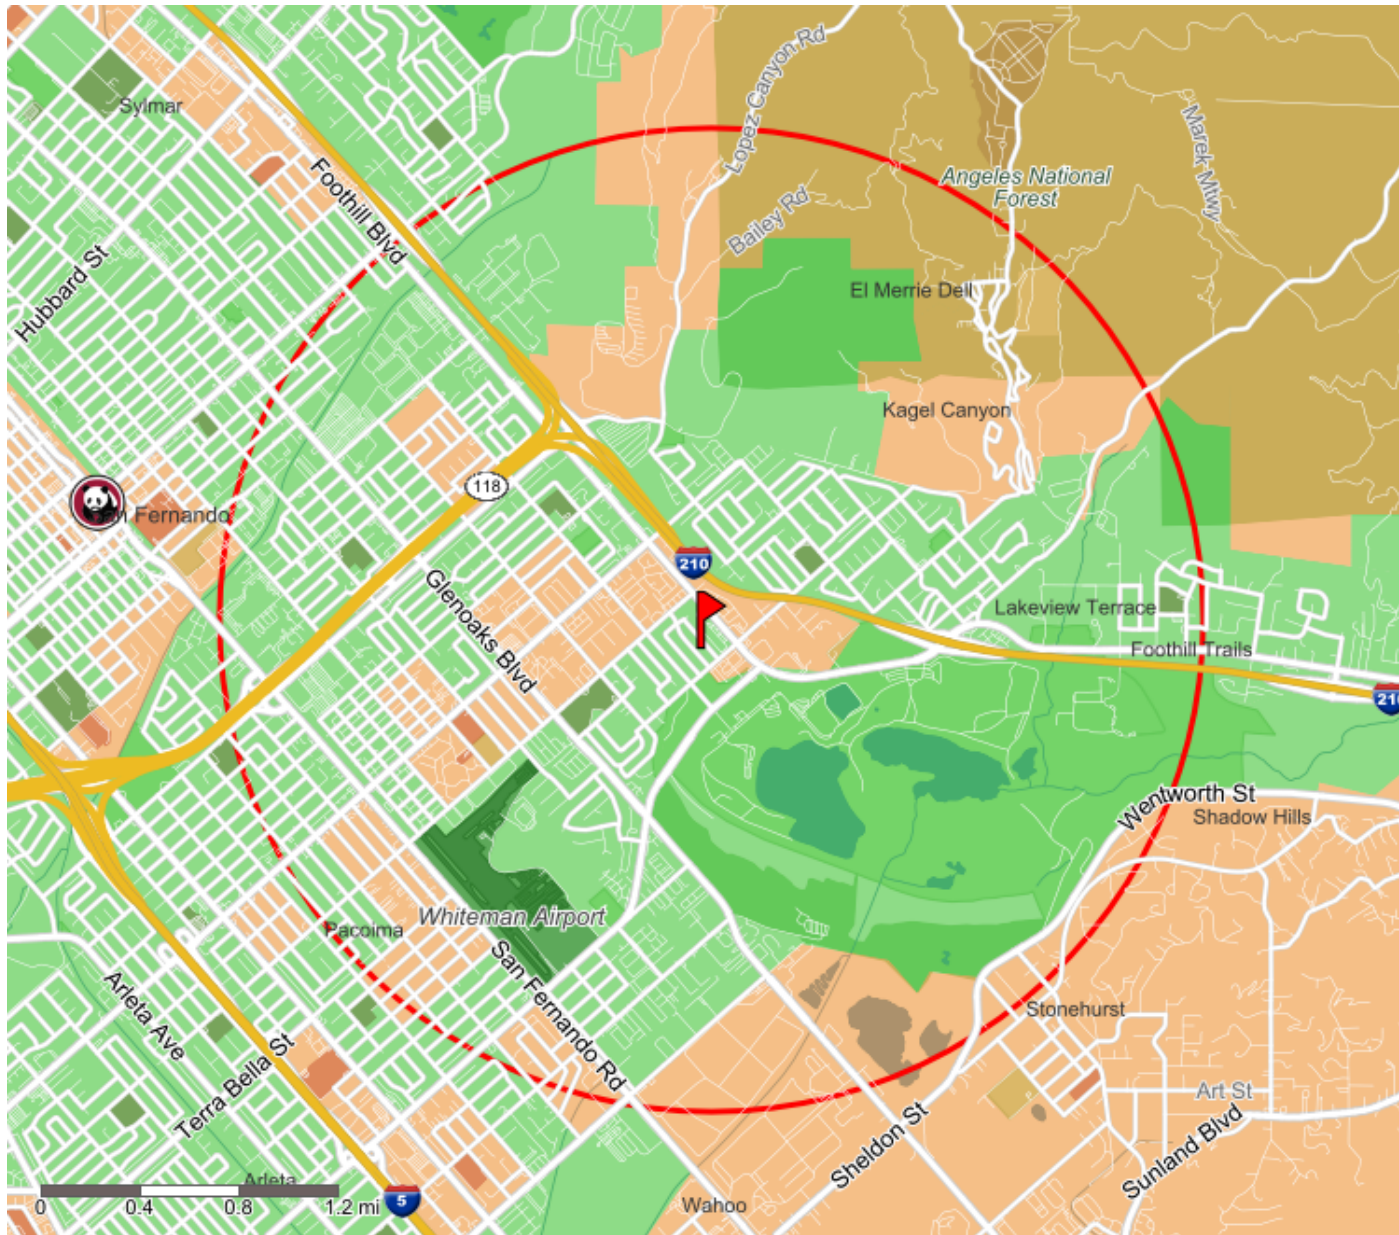 Sylmar
Lopez Canyon Rd
Marek Mtwy
Foothill Blvd
Angeles National
Forest
Bailey Rd
Hubbard St
El Merrie Dell
Kagel Canyon
118
San Fernando
210
Glenoaks Blvd
Lakeview Terrace
Foothill Trails
210
Wentworth St
Shadow Hills
Whiteman Airport
Pacoima
San Fernando Rd
Arleta Ave
Stonehurst
Terra Bella St
Art St
Sheldon St
Sunland Blvd
Arleta
5
Wahoo
0 0.4 0.8 1.2 mi